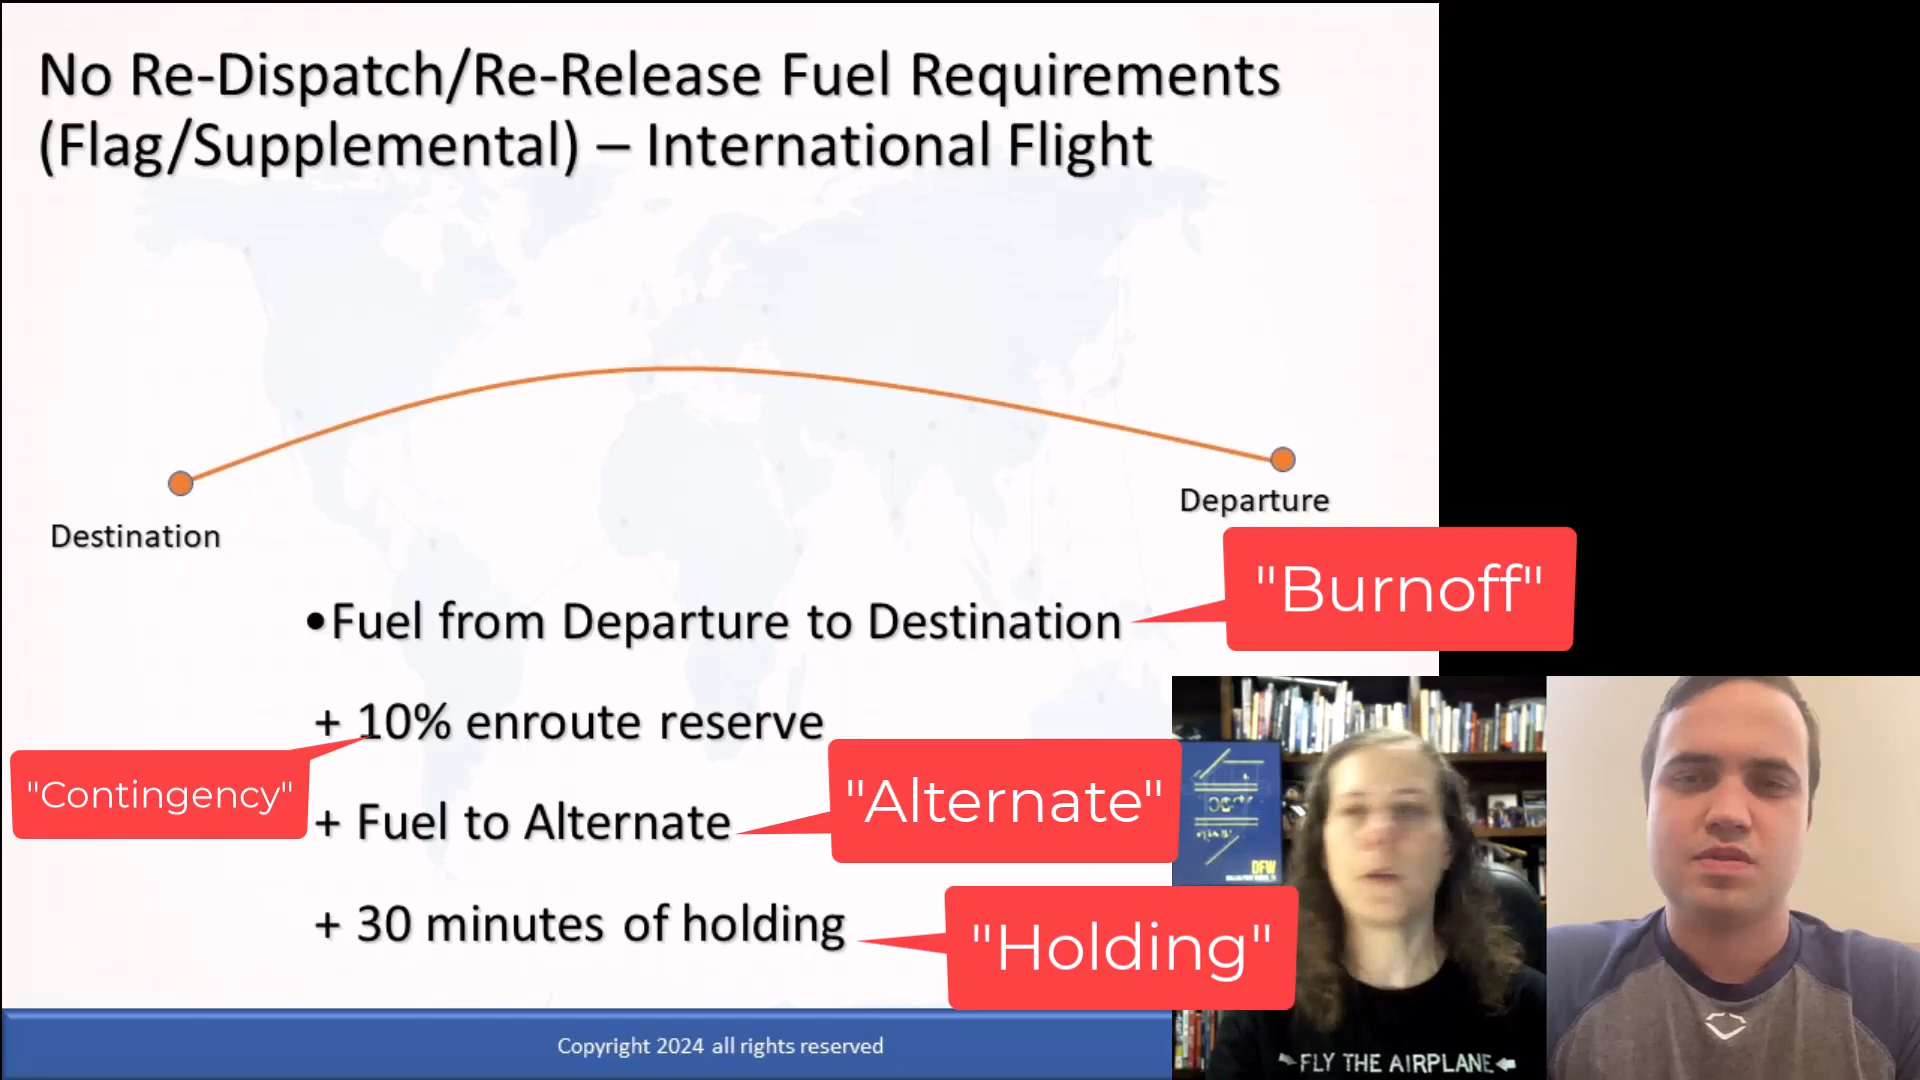 No Re-Dispatch/Re-Release Fuel Requirements
(Flag/Supplemental) – International Flight
Destination
Departure
"Burnoff"
•Fuel from Departure to Destination
+ 10% enroute reserve
"Contingency"
+ Fuel to Alternate
"Alternate"
+ 30 minutes of holding
"Holding"
Copyright 2024 all rights reserved
DFW
FLY THE AIRPLANE